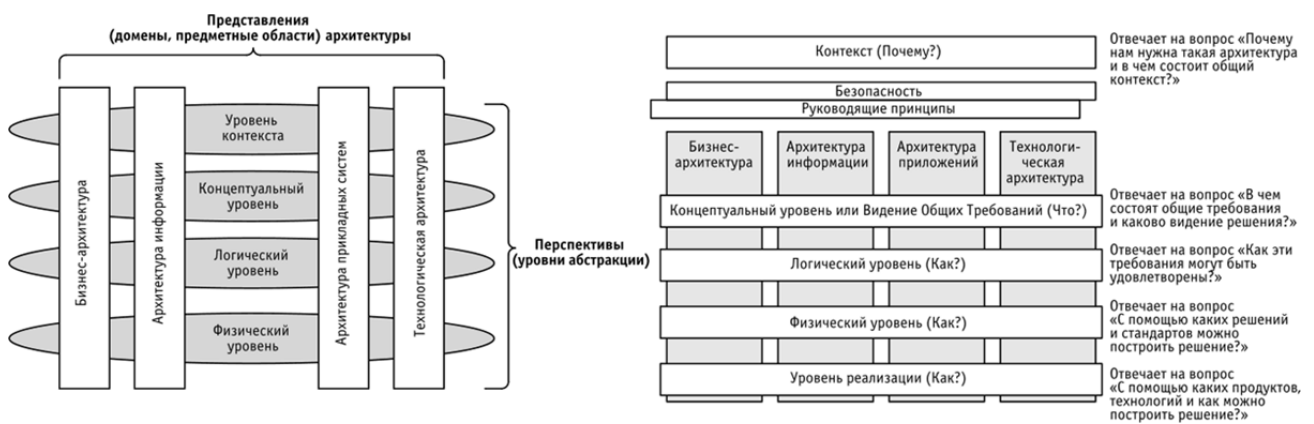 Представления
(домены, предметные области) архитектуры
Бизнес-архитектура
Архитектура информации
Архитектура прикладных систем
Технологическая архитектура
Уровень
контекста
Концептуальный
уровень
Логический
уровень
Физический
уровень
Перспективы
(уровни абстракции)
Контекст (Почему?)
Отвечает на вопрос «Почему
нам нужна такая архитектура
и в чем состоит общий
контекст?»
Безопасность
Руководящие принципы
Бизнес-
архитектура
Архитектура
информации
Архитектура
приложений
Технологи-
ческая
архитектура
Концептуальный уровень или Видение Общих Требований (Что?)
Отвечает на вопрос «В чем
состоят общие требования
и каково видение решения?»
Логический уровень (Как?)
Отвечает на вопрос «Как эти
требования могут быть
удовлетворены?»
Физический уровень (Как?)
Отвечает на вопрос
«С помощью каких решений
и стандартов можно
построить решение?»
Уровень реализации (Как?)
Отвечает на вопрос
«С помощью каких продуктов,
технологий и как можно
построить решение?»